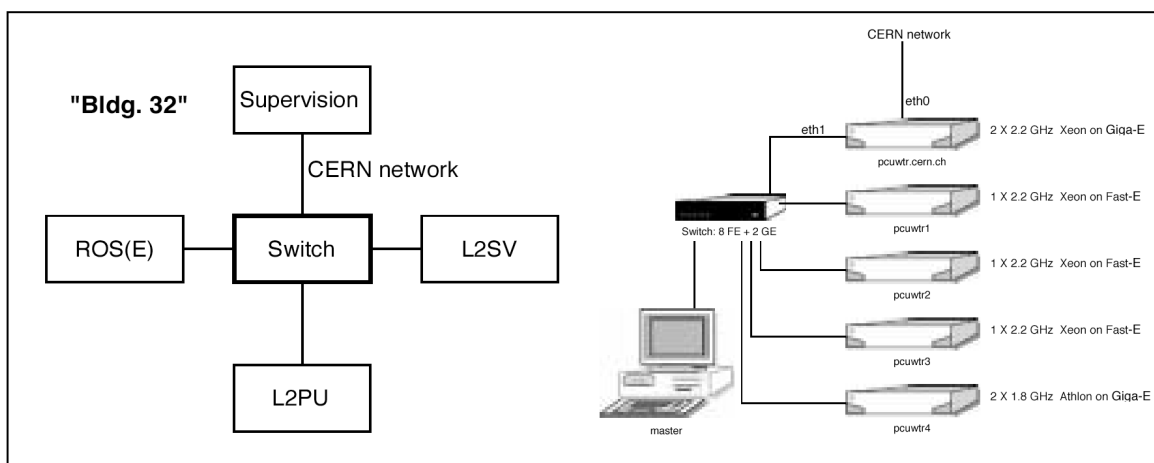 "Bldg. 32"
Supervision
CERN network
ROS(E)
Switch
L2SV
L2PU
CERN network
eth0
eth1
2 X 2.2 GHz Xeon on Giga-E
pcuwtr.cern.ch
1 X 2.2 GHz Xeon on Fast-E
pcuwtr1
Switch: 8 FE + 2 GE
1 X 2.2 GHz Xeon on Fast-E
pcuwtr2
1 X 2.2 GHz Xeon on Fast-E
pcuwtr3
2 X 1.8 GHz Athlon on Giga-E
pcuwtr4
master